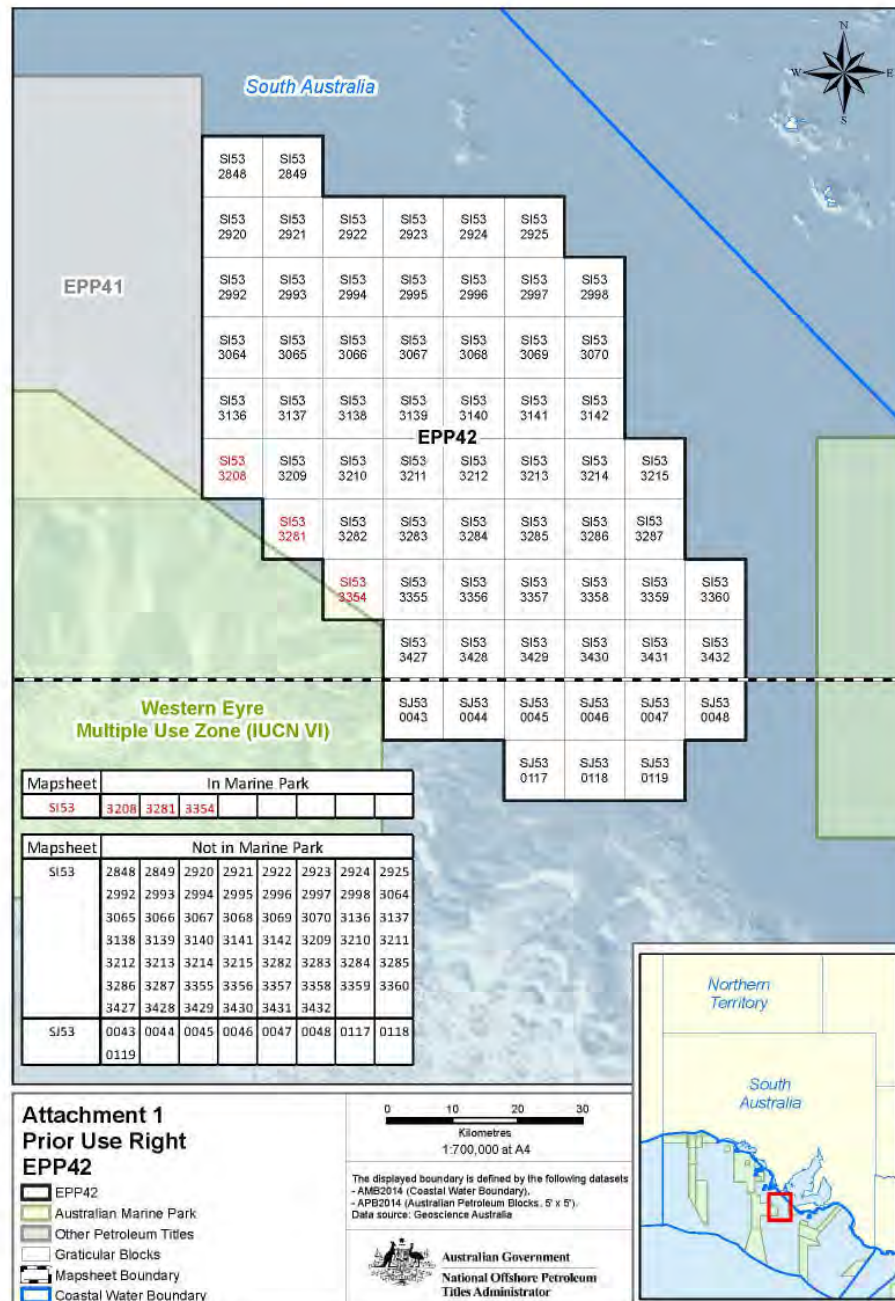 N
W
E
S
South Australia
SI53 SI53
2848 2849
SI53 SI53 SI53 SI53 SI53 SI53
2920 2921 2922 2923 2924 2925
EPP41
SI53 SI53 SI53 SI53 SI53 SI53 SI53
2992 2993 2994 2995 2996 2997 2998
SI53 SI53 SI53 SI53 SI53 SI53 SI53
3064 3065 3066 3067 3068 3069 3070
SI53 SI53 SI53 SI53 SI53 SI53 SI53
3136 3137 3138 3139 3140 3141 3142
EPP42
SI53 SI53 SI53 SI53 SI53 SI53 SI53 SI53
3208 3209 3210 3211 3212 3213 3214 3215
SI53 SI53 SI53 SI53 SI53 SI53 SI53
3281 3282 3283 3284 3285 3286 3287
SI53 SI53 SI53 SI53 SI53 SI53 SI53
3354 3355 3356 3357 3358 3359 3360
SI53 SI53 SI53 SI53 SI53 SI53
3427 3428 3429 3430 3431 3432
SJ53 SJ53 SJ53 SJ53 SJ53 SJ53
0043 0044 0045 0046 0047 0048
SJ53 SJ53 SJ53
0117 0118 0119
Western Eyre
Multiple Use Zone (IUCN VI)
Mapsheet In Marine Park
SI53 3208 3281 3354
Mapsheet Not in Marine Park
SI53 2848 2849 2920 2921 2922 2923 2924 2925
2992 2993 2994 2995 2996 2997 2998 3064
3065 3066 3067 3068 3069 3070 3136 3137
3138 3139 3140 3141 3142 3209 3210 3211
3212 3213 3214 3215 3282 3283 3284 3285
3286 3287 3355 3356 3357 3358 3359 3360
3427 3428 3429 3430 3431 3432
SJ53 0043 0044 0045 0046 0047 0048 0117 0118
0119
Northern
Territory
South
Australia
Attachment 1
Prior Use Right
EPP42
EPP42
Australian Marine Park
Other Petroleum Titles
Graticular Blocks
Mapsheet Boundary
Coastal Water Boundary
0 10 20 30
Kilometres
1:700,000 at A4
The displayed boundary is defined by the following datasets
- AMB2014 (Coastal Water Boundary),
- APB2014 (Australian Petroleum Blocks, 5' x 5').
Data source: Geoscience Australia
Australian Government
National Offshore Petroleum
Titles Administrator